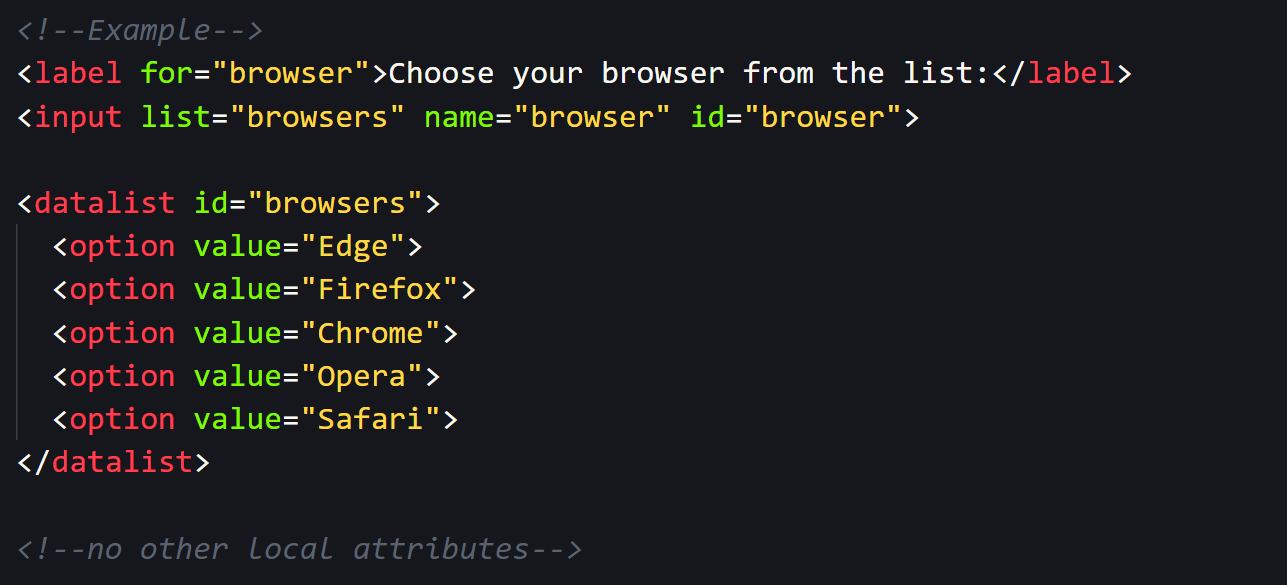 <!--Example-->
<label for="browser">Choose your browser from the list:</label>
<input list="browsers" name="browser" id="browser">

<datalist id="browsers">
  <option value="Edge">
  <option value="Firefox">
  <option value="Chrome">
  <option value="Opera">
  <option value="Safari">
</datalist>

<!--no other local attributes-->